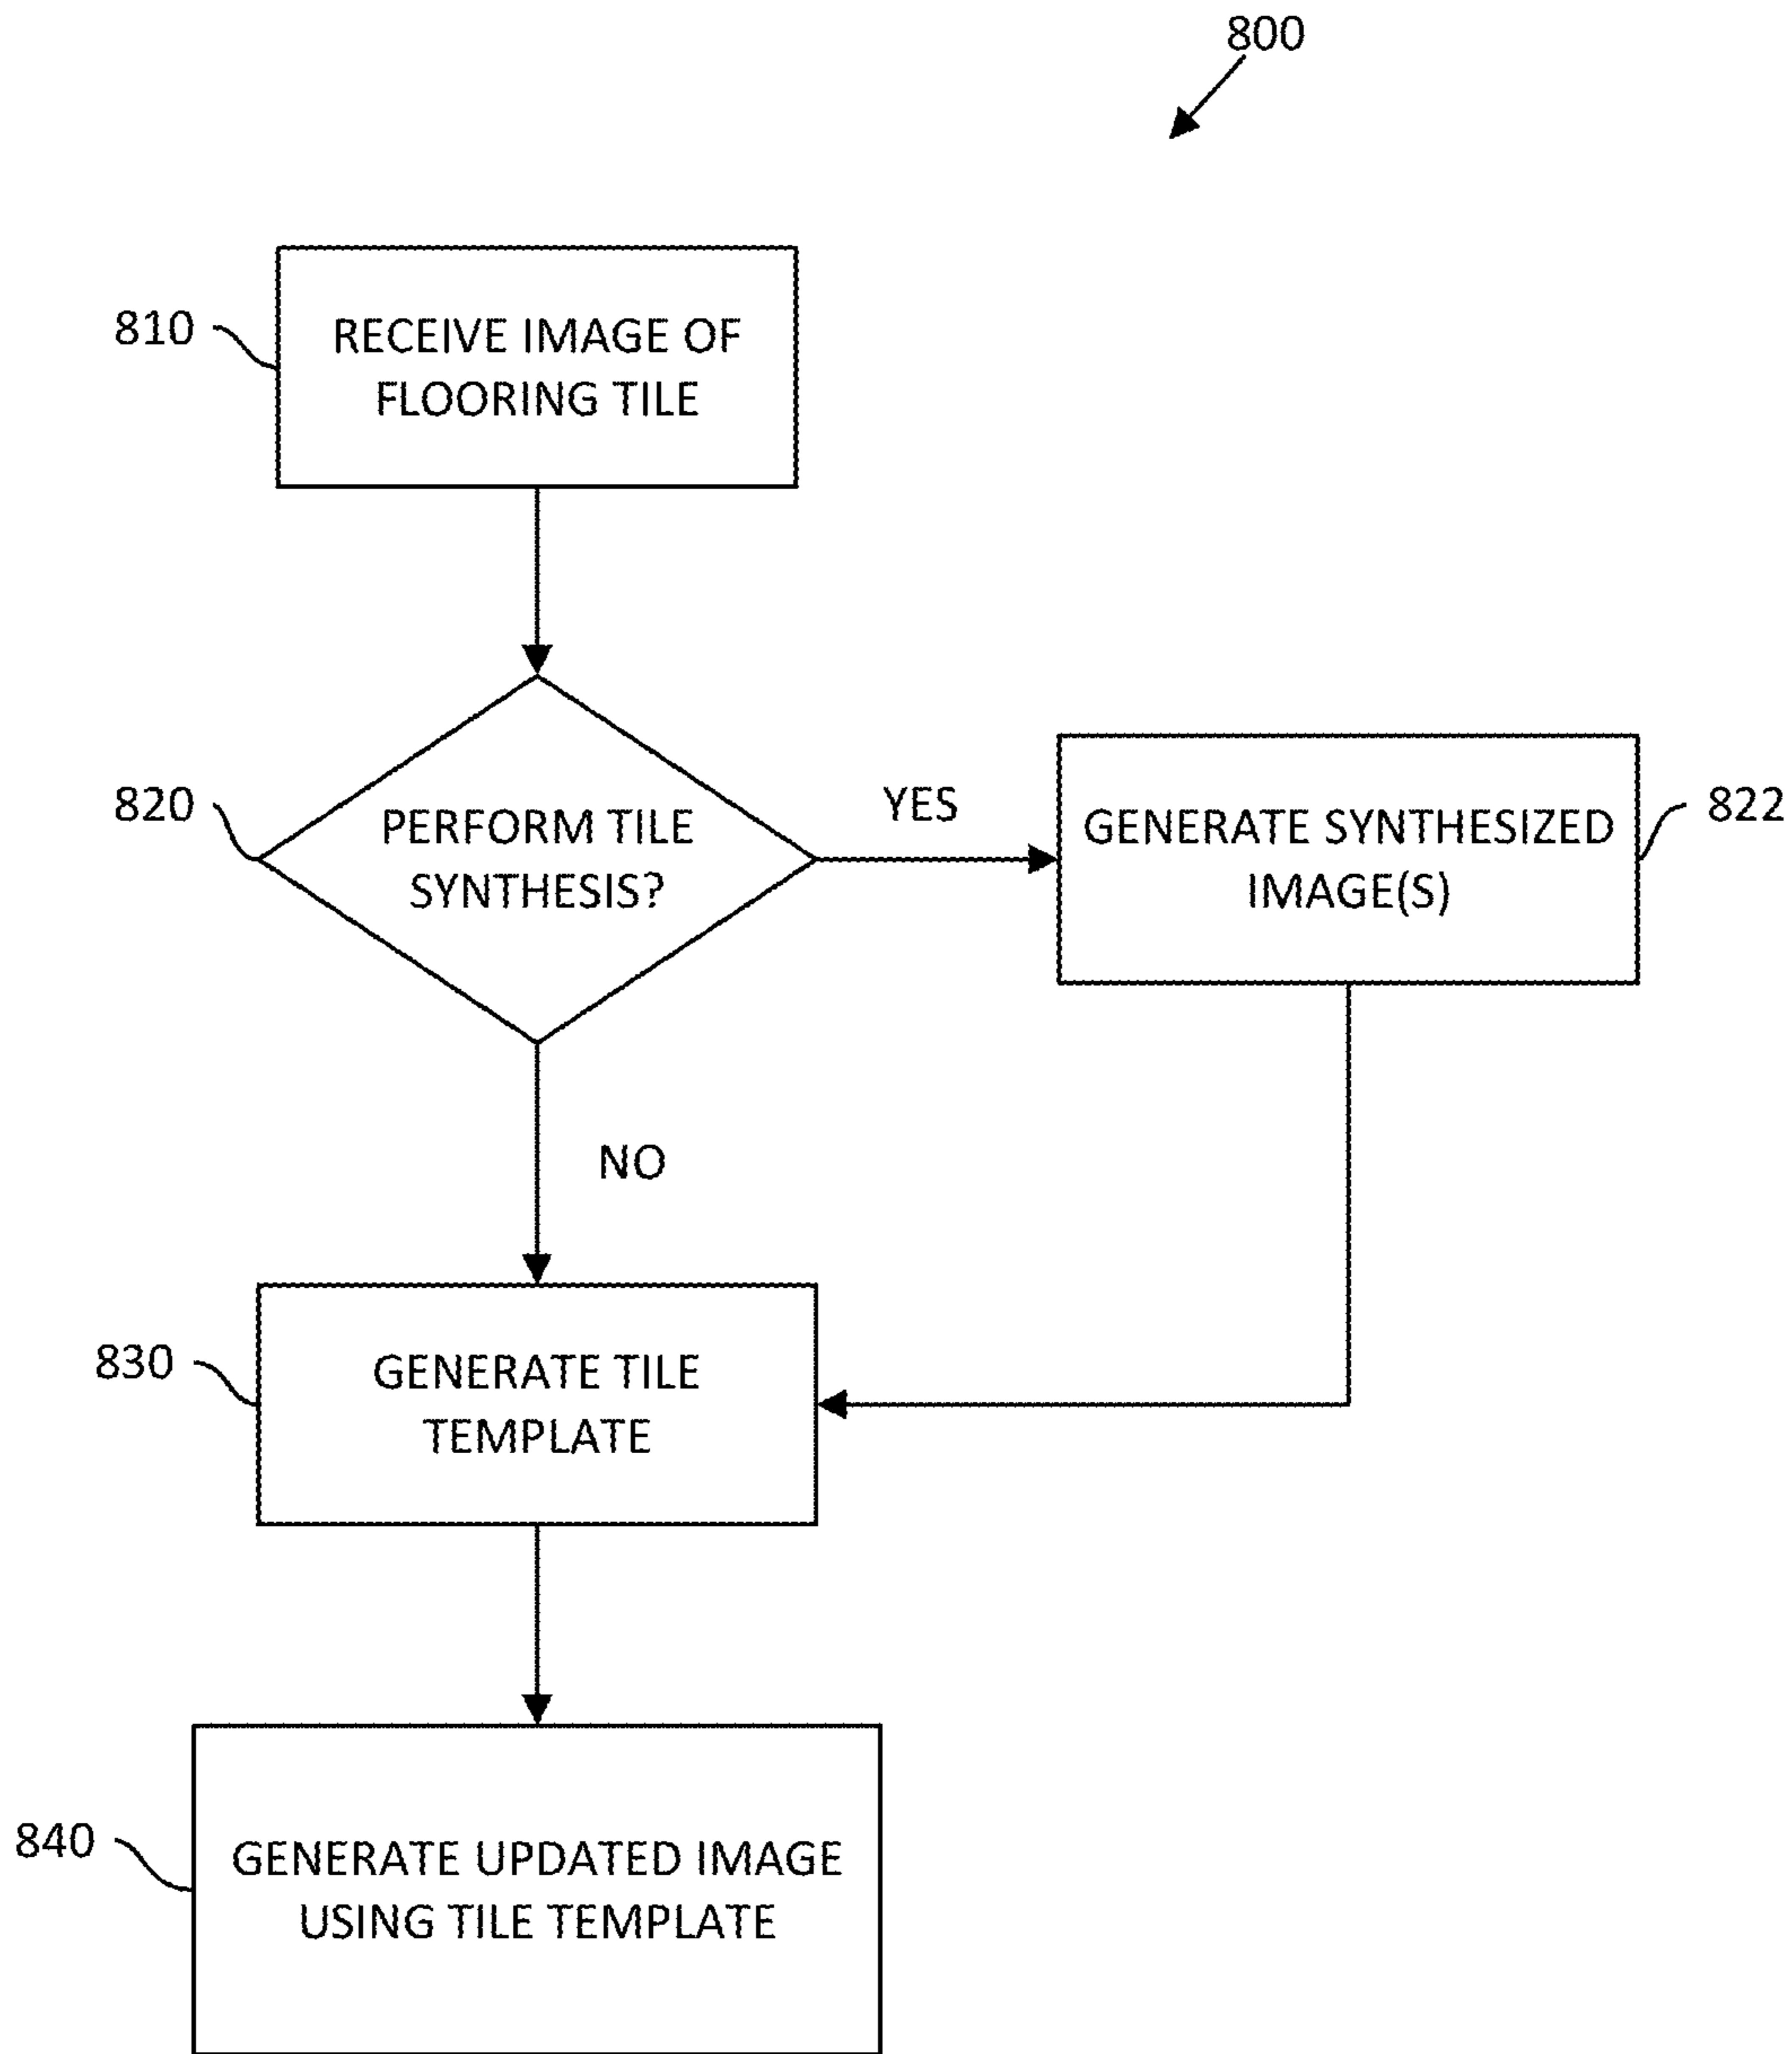 800
810
RECEIVE IMAGE OF
FLOORING TILE
820
PERFORM TILE
SYNTHESIS?
YES
GENERATE SYNTHESIZED
IMAGE(S)
822
NO
830
GENERATE TILE
TEMPLATE
840
GENERATE UPDATED IMAGE
USING TILE TEMPLATE